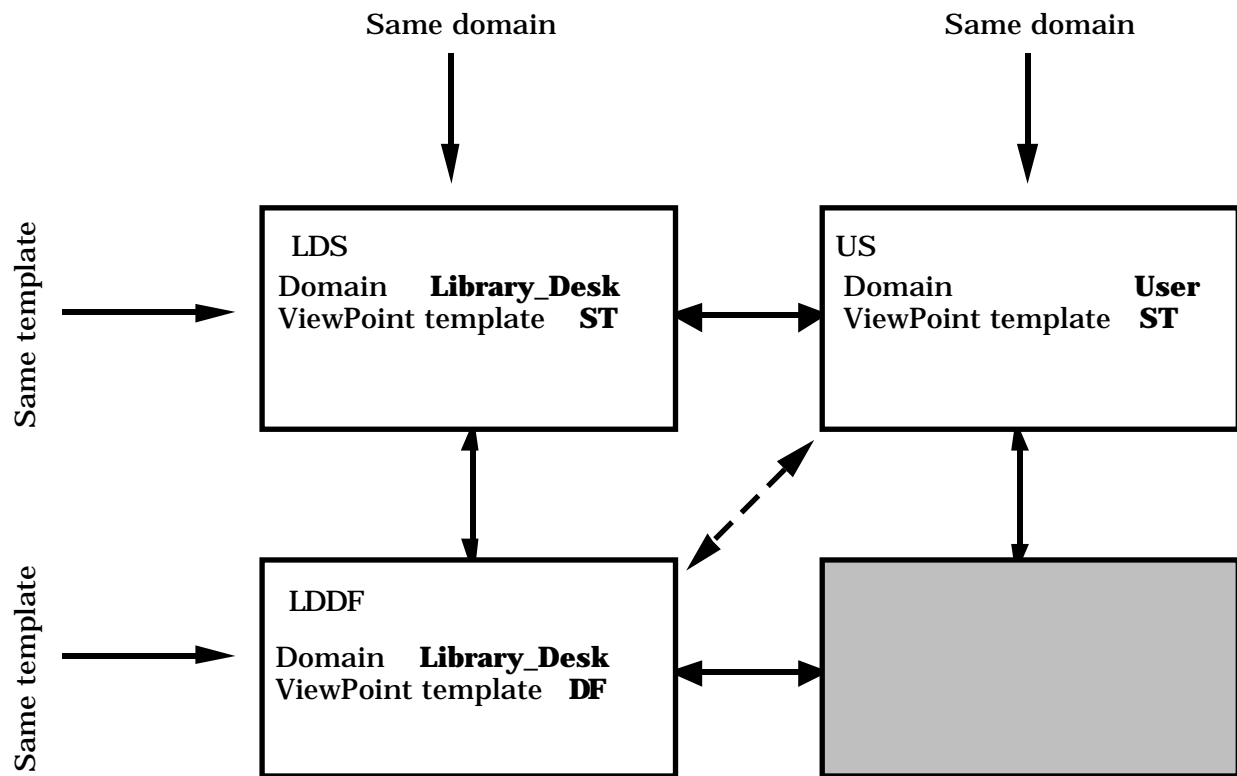 Same domain
Same domain
Same template
LDS
Domain Library_Desk
ViewPoint template ST
US
Domain User
ViewPoint template ST
Same template
LDDF
Domain Library_Desk
ViewPoint template DF